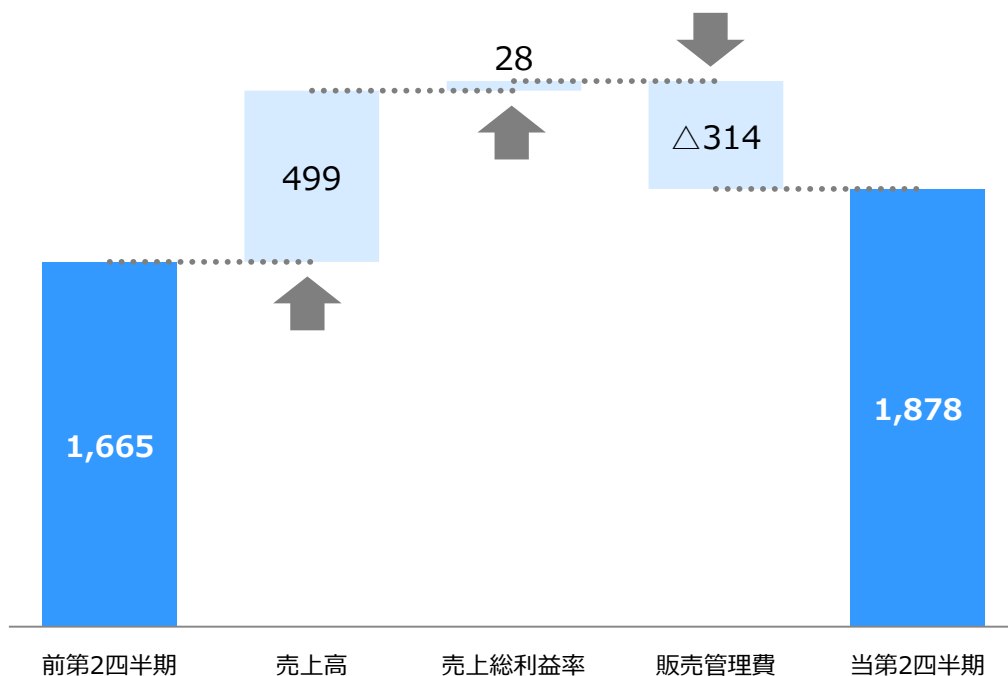 28
△314
499
1,878
1,665
前第2四半期
売上高
売上総利益率
販売管理費
当第2四半期